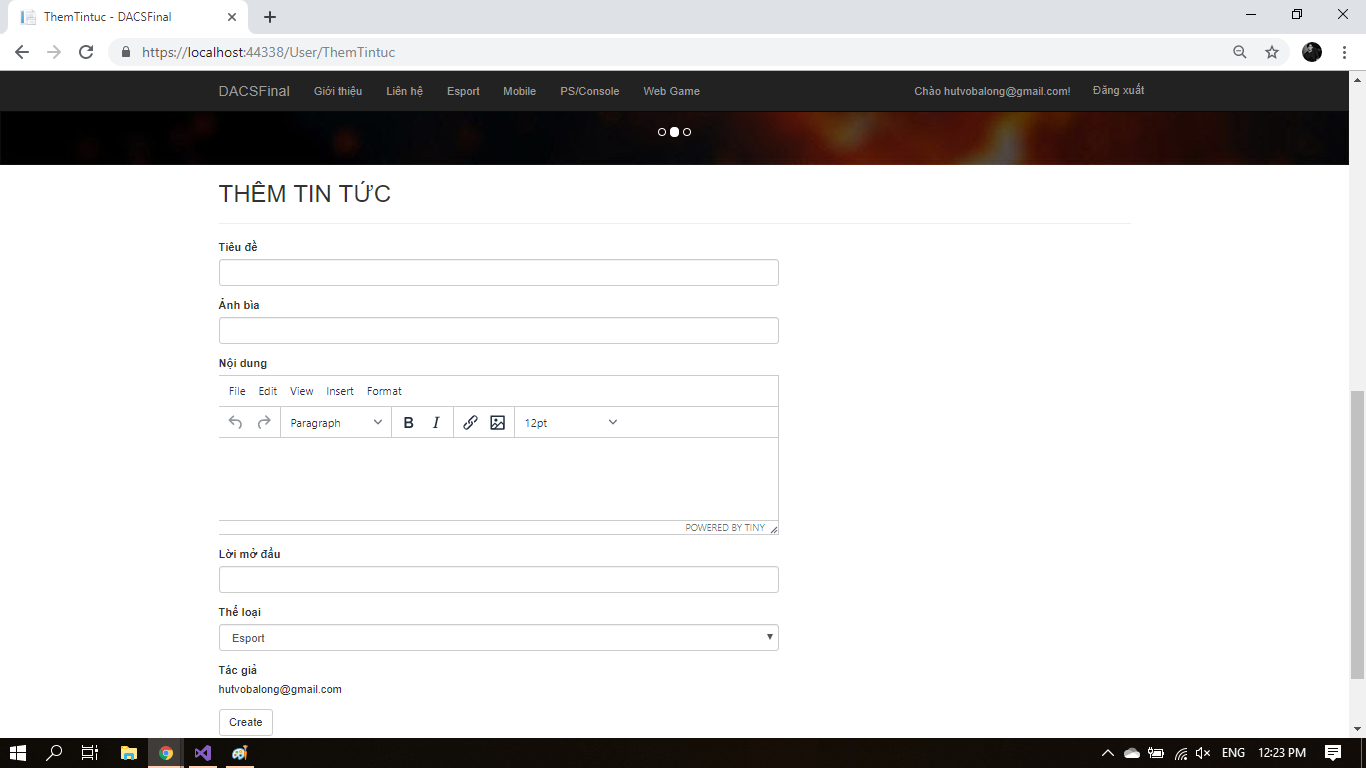 ThemTintuc - DACSFinal
https://localhost:44338/User/ThemTintuc
DACSFinal Giới thiệu Liên hệ Esport Mobile PS/Console Web Game Chào hutvobalong@gmail.com! Đăng xuất
THÊM TIN TỨC
Tiêu đề
Ảnh bìa
Nội dung
File Edit View Insert Format
Paragraph B I 12pt
POWERED BY TINY
Lời mở đầu
Thể loại
Esport
Tác giả
hutvobalong@gmail.com
Create
ENG 12:23 PM